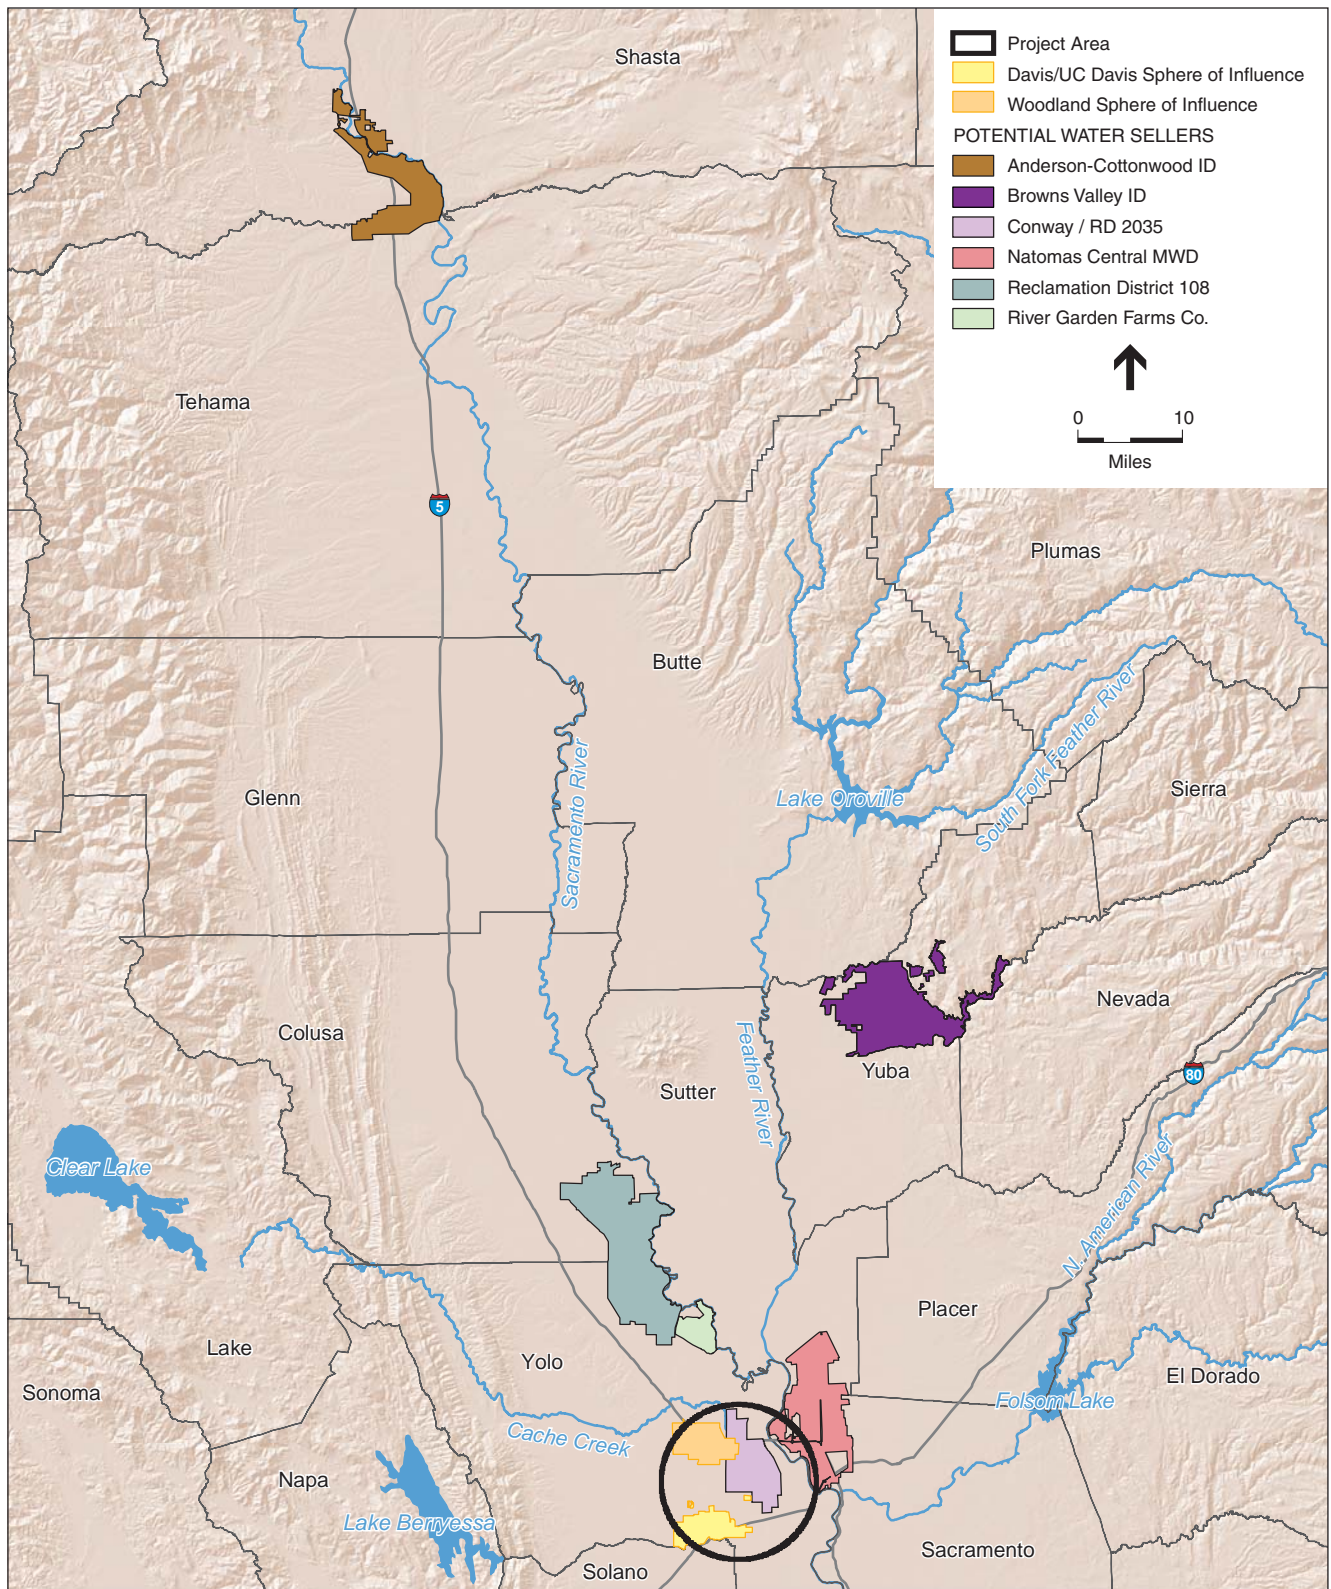 Shasta
Project Area
Davis/UC Davis Sphere of Influence
Woodland Sphere of Influence
POTENTIAL WATER SELLERS
Anderson-Cottonwood ID
Browns Valley ID
Conway / RD 2035
Natomas Central MWD
Reclamation District 108
River Garden Farms Co.
0 10
Miles
Tehama
5
Plumas
Butte
South Fork Feather River
Sierra
Glenn
Sacramento River
Lake Oroville
Nevada
Colusa
Feather River
Yuba
80
Sutter
Clear Lake
N. American River
Placer
Lake
Yolo
El Dorado
Sonoma
Folsom Lake
Cache Creek
Napa
Lake Berryessa
Sacramento
Solano